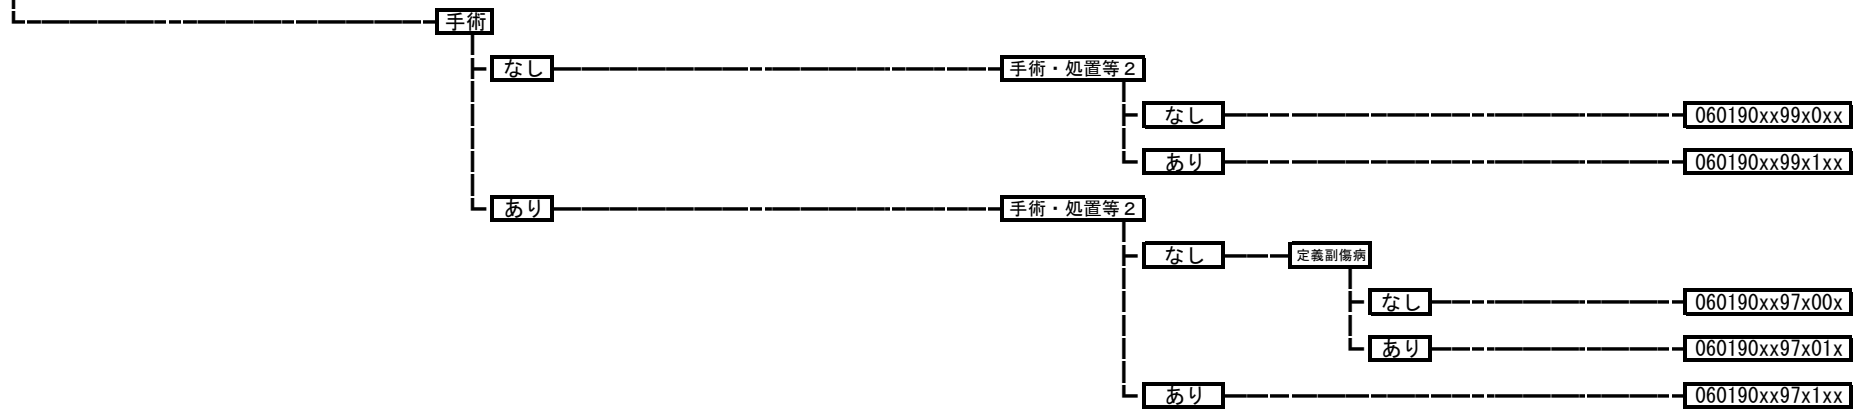 手術
なし 手術・処置等２
なし 060190xx99x0xx
あり 060190xx99x1xx
あり 手術・処置等２
なし 定義副傷病
なし 060190xx97x00x
あり 060190xx97x01x
あり 060190xx97x1xx